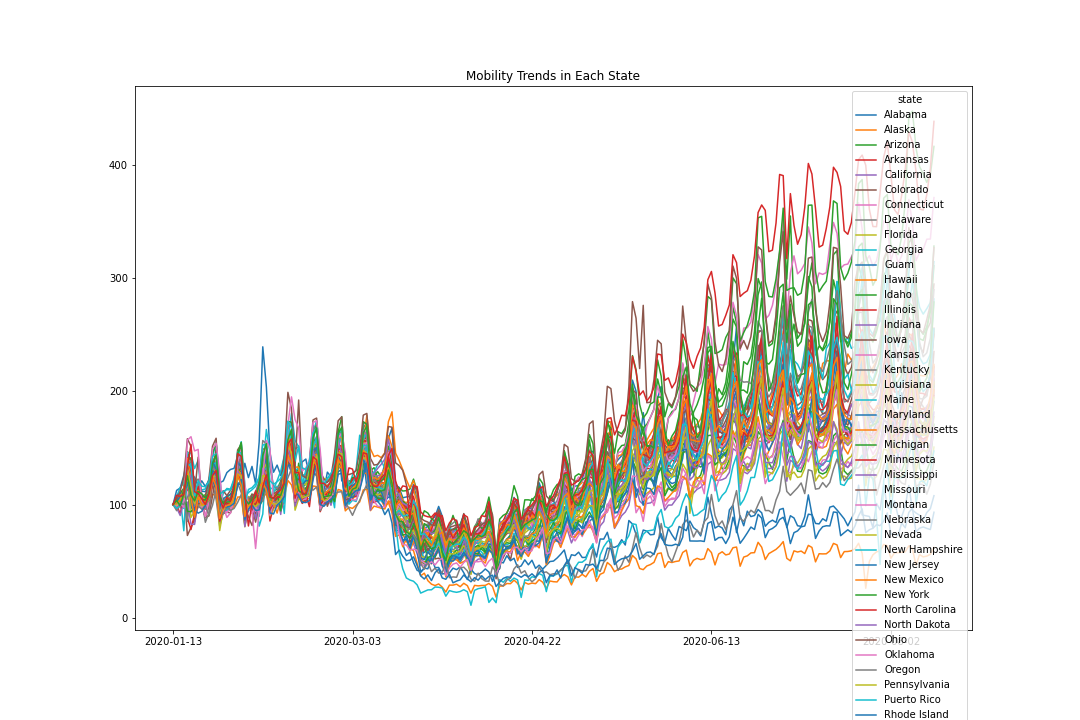 Mobility Trends in Each State
400
300
200
100
0
2020-01-13
2020-03-03
2020-04-22
2020-06-13
state
Alabama
Alaska
Arizona
Arkansas
California
Colorado
Connecticut
Delaware
Florida
Georgia
Guam
Hawaii
Idaho
Illinois
Indiana
Iowa
Kansas
Kentucky
Louisiana
Maine
Maryland
Massachusetts
Michigan
Minnesota
Mississippi
Missouri
Montana
Nebraska
Nevada
New Hampshire
New Jersey
New Mexico
New York
North Carolina
North Dakota
Ohio
Oklahoma
Oregon
Pennsylvania
Puerto Rico
Rhode Island